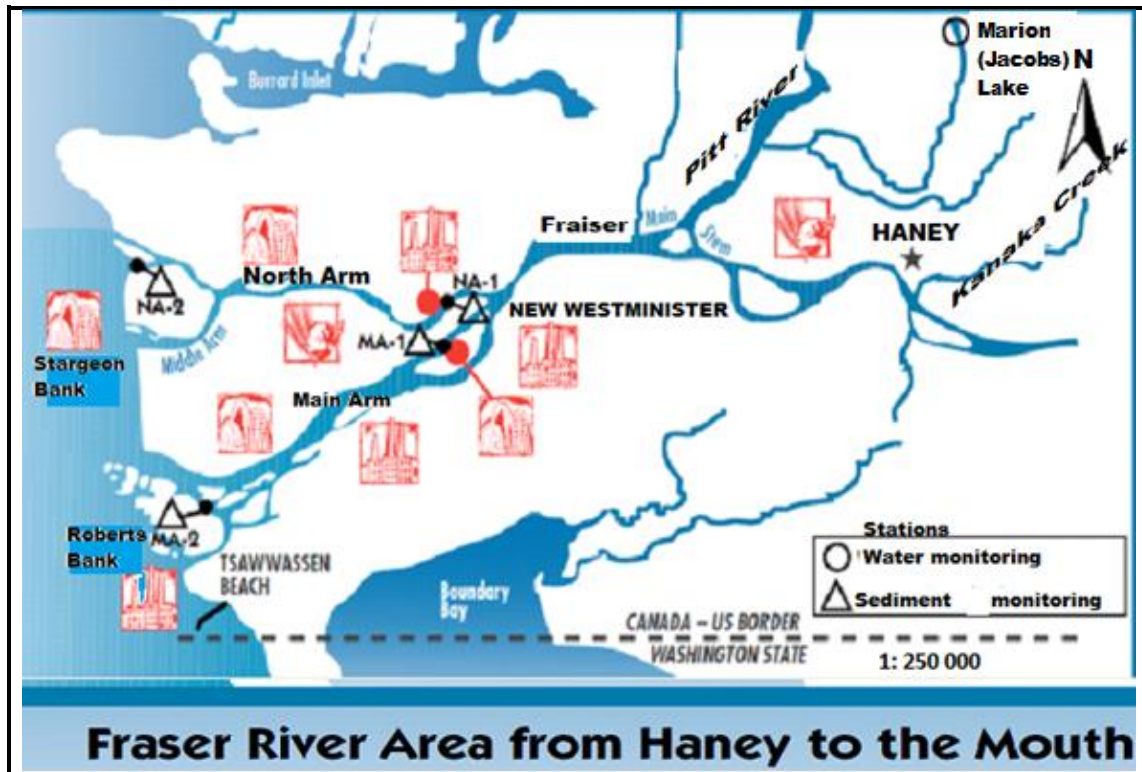 Marion
(Jacobs) N
Lake
Burrard Inlet
Pitt River
Kanaka Creek
Fraiser
Main
Stem
HANEY
North Arm
NA-1
NA-2
NEW WESTMINISTER
MA-1
Middle Arm
Stargeon
Bank
Main Arm
Roberts
Bank
MA-2
TSAWWASSEN
BEACH
Boundary
Bay
Stations
Water monitoring
Sediment monitoring
CANADA – US BORDER
WASHINGTON STATE
1: 250 000
Fraser River Area from Haney to the Mouth